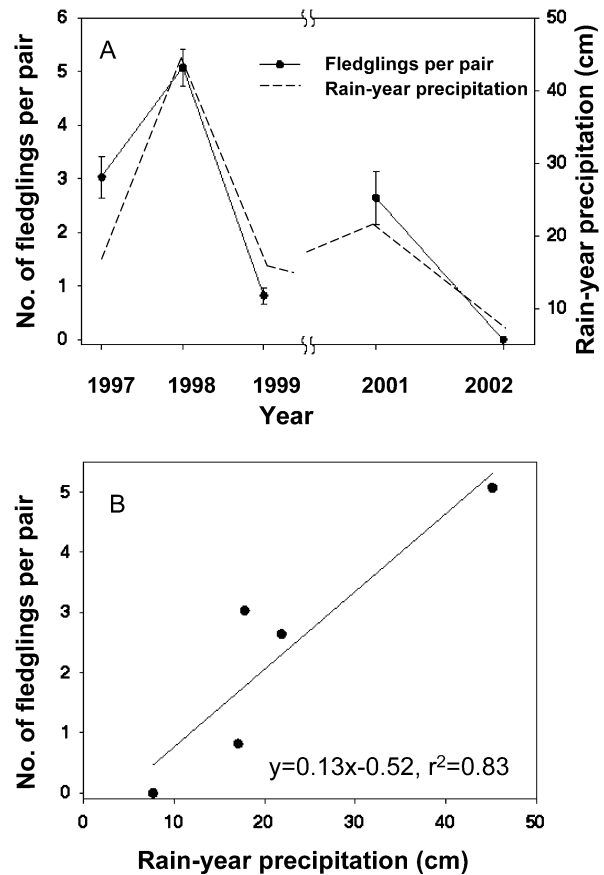 A
Fledglings per pair
Rain-year precipitation
No. of fledglings per pair
6
5
4
3
2
1
0
50
40
30
20
10
Rain-year precipitation (cm)
1997 1998 1999 2001 2002
Year
B
No. of fledglings per pair
5
4
3
2
1
0
y=0.13x-0.52, r²=0.83
0 10 20 30 40 50
Rain-year precipitation (cm)